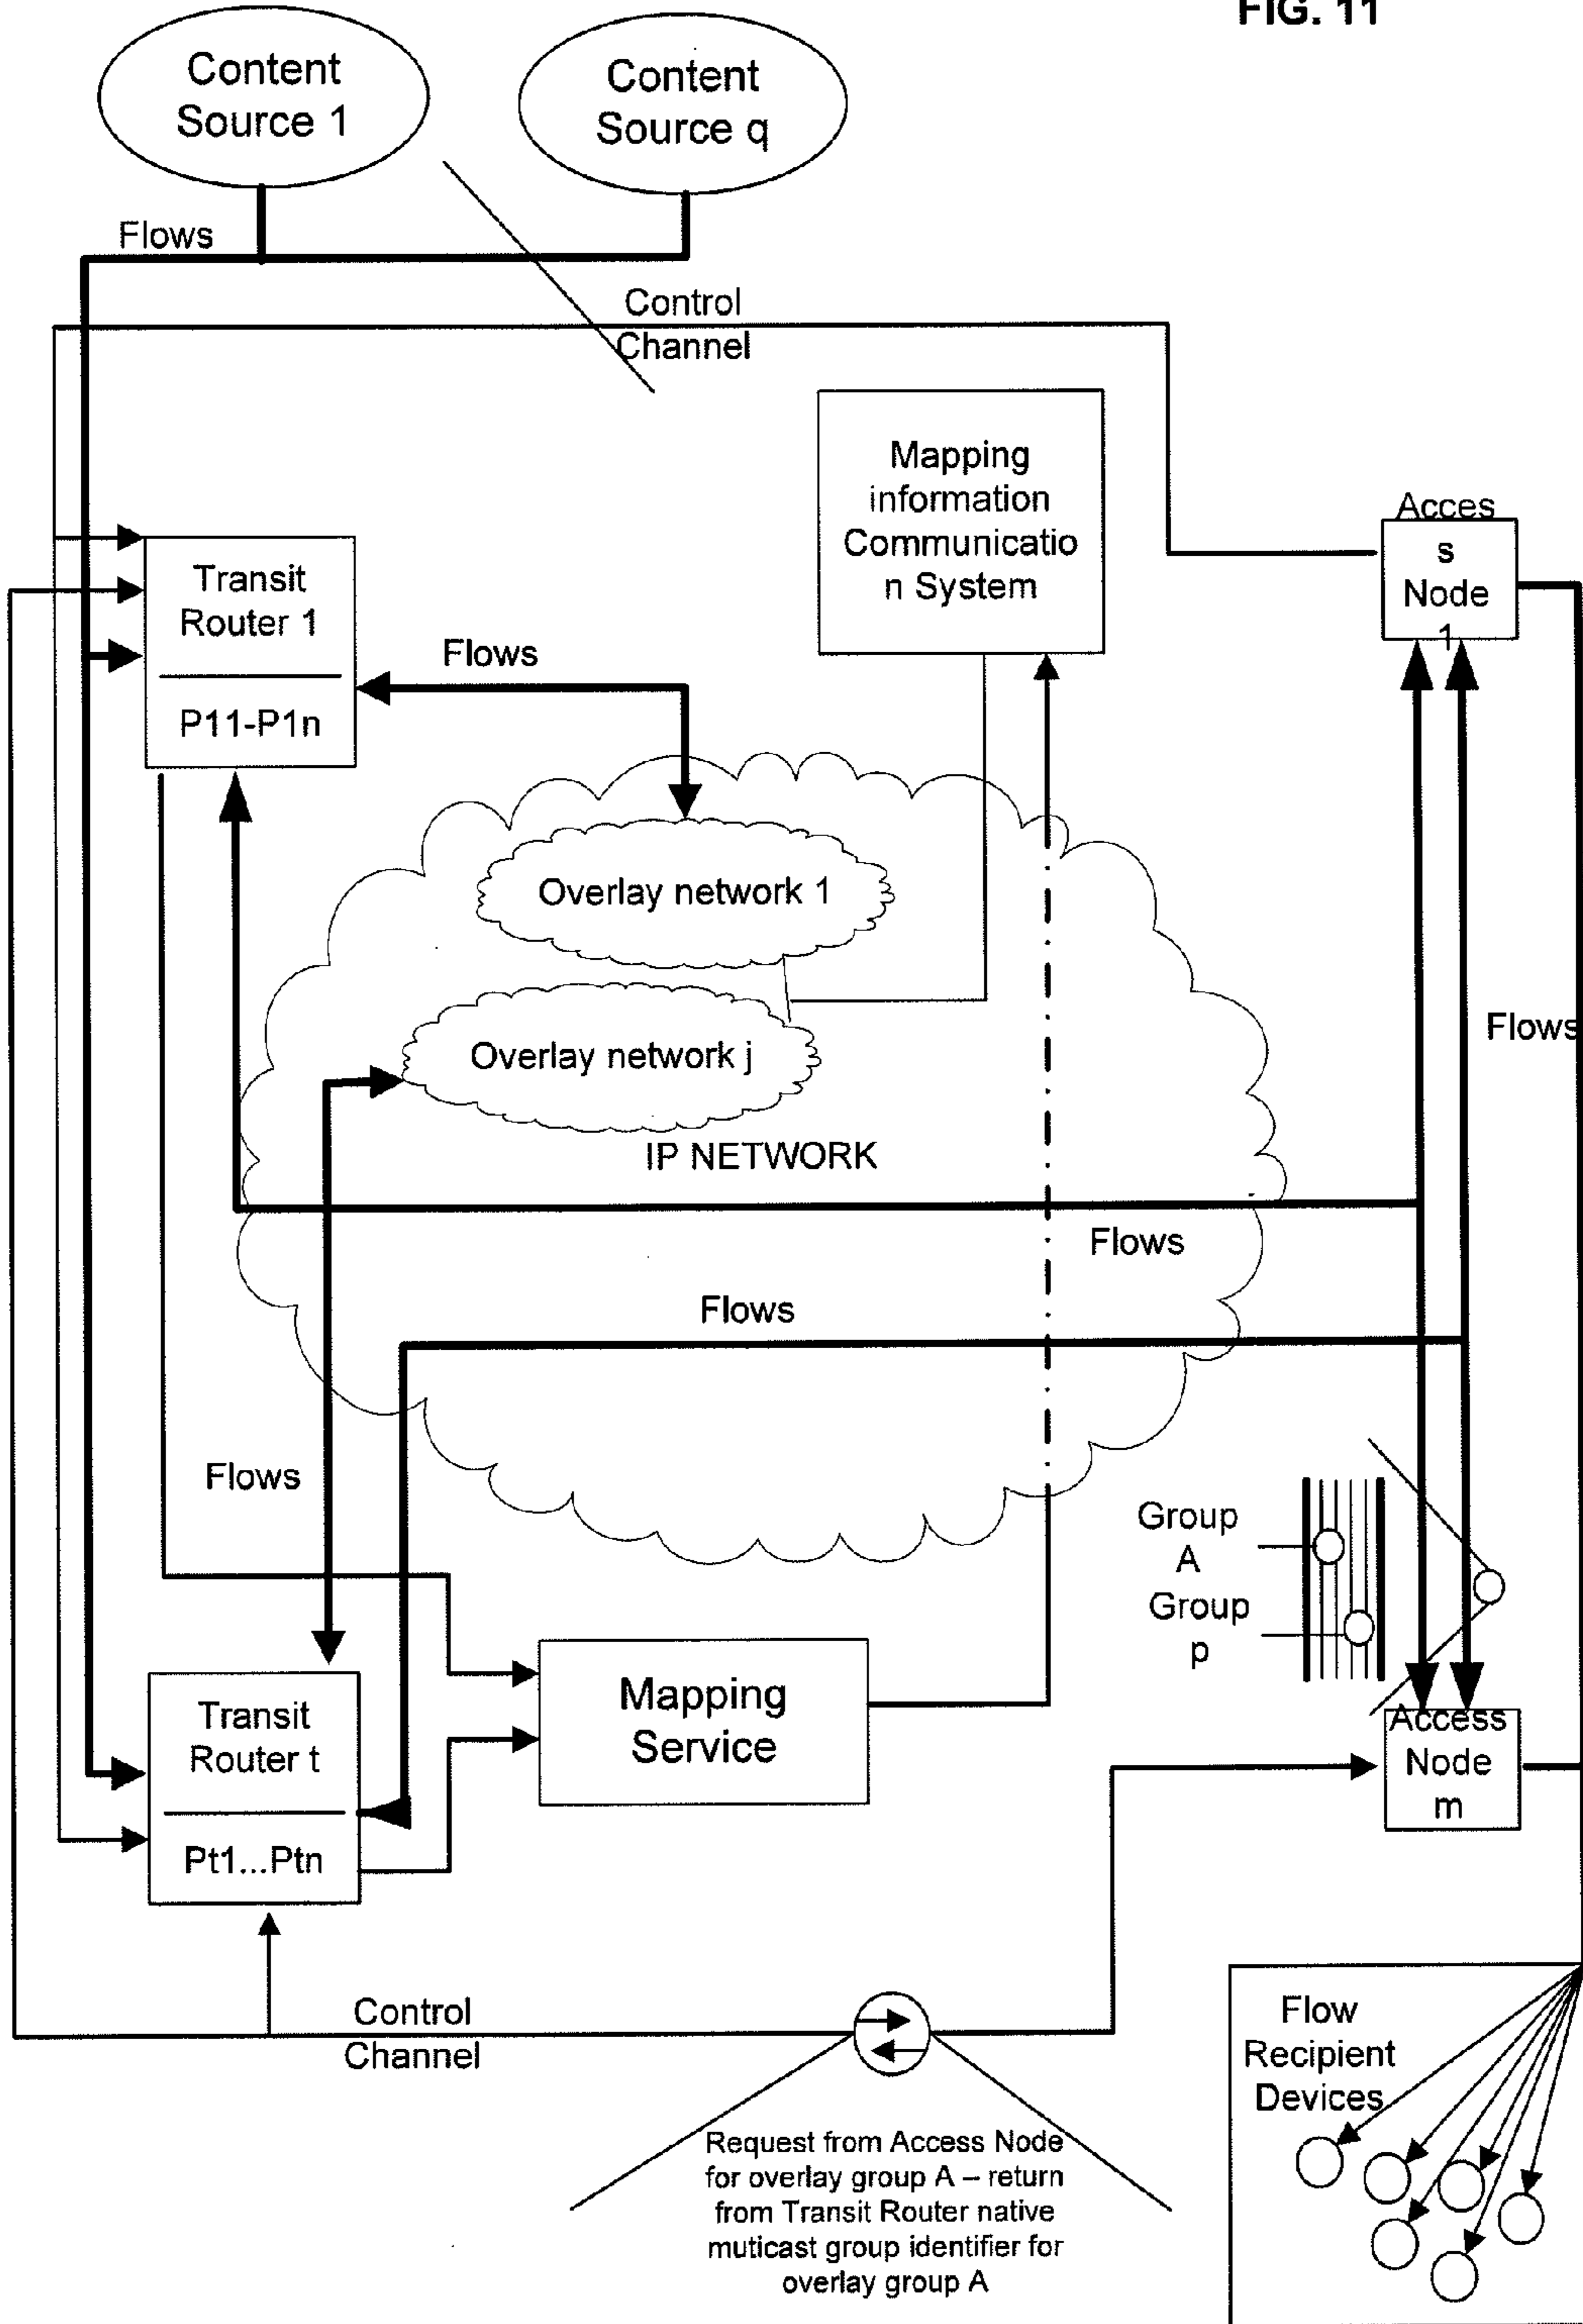 FIG. 11
Content
Source 1
Content
Source q
Flows
Control
Channel
Mapping
information
Communicatio
n System
Acces
s
Node
1
Transit
Router 1
P11-P1n
Flows
Overlay network 1
Flows
Overlay network j
IP NETWORK
Flows
Flows
Flows
Group
A
Group
p
Mapping
Service
Transit
Router t
Pt1...Ptn
Access
Node
m
Control
Channel
Flow
Recipient
Devices
Request from Access Node
for overlay group A – return
from Transit Router native
muticast group identifier for
overlay group A